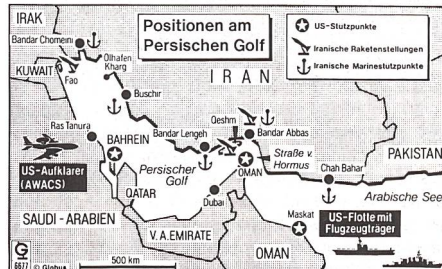 Positionen am
Persischen Golf
US-Stützpunkte
Iranische Raketenstellungen
Iranische Marinestützpunkte
IRAK
Bandar Chomeini
KUWAIT
Fao
Ölhafen
Kharg
IRAN
Buschir
Ras Tanura
BAHREIN
Bandar Lengeh
Qeshm
Bandar Abbas
PAKISTAN
US-Aufklärer
(AWACS)
Persischer
Golf
OMAN
Straße v.
Hormus
Chah Bahar
QATAR
Dubai
Arabische See
SAUDI-ARABIEN
US-Flotte mit
Flugzeugträger
V.A.EMIRATE
Maskat
OMAN
500 km
6677 © Globus